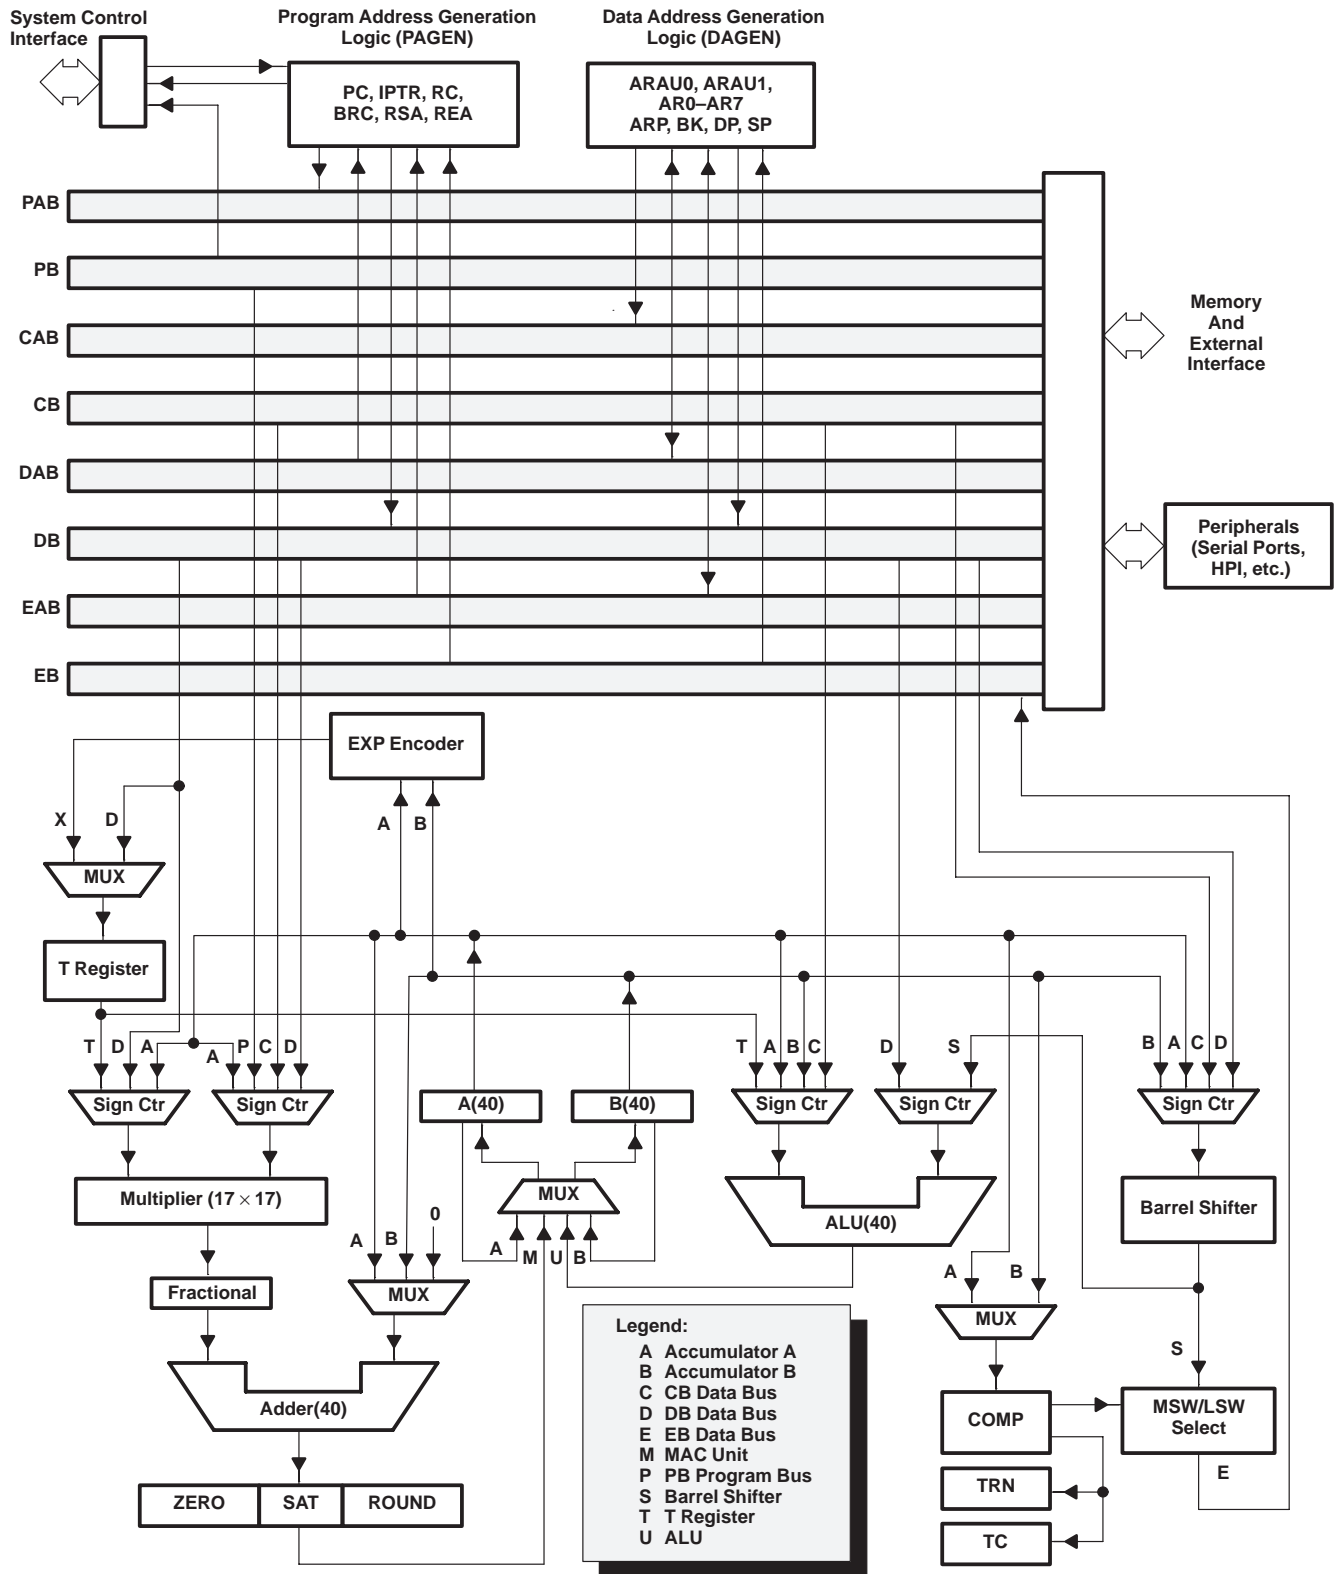 System Control
Interface
Program Address Generation
Logic (PAGEN)
Data Address Generation
Logic (DAGEN)
PC, IPTR, RC,
BRC, RSA, REA
ARAU0, ARAU1,
AR0–AR7
ARP, BK, DP, SP
PAB
PB
CAB
CB
DAB
DB
EAB
EB
Memory
And
External
Interface
Peripherals
(Serial Ports,
HPI, etc.)
EXP Encoder
X
D
A
B
MUX
T Register
T
D
A
A
P
C
D
T
A
B
C
D
S
B
A
C
D
Sign Ctr
Sign Ctr
A(40)
B(40)
Sign Ctr
Sign Ctr
Sign Ctr
Multiplier (17 × 17)
MUX
ALU(40)
Barrel Shifter
A
B
0
A
M
U
B
A
B
Fractional
MUX
MUX
S
Adder(40)
COMP
MSW/LSW
Select
E
ZERO
SAT
ROUND
TRN
TC
Legend:
A Accumulator A
B Accumulator B
C CB Data Bus
D DB Data Bus
E EB Data Bus
M MAC Unit
P PB Program Bus
S Barrel Shifter
T T Register
U ALU